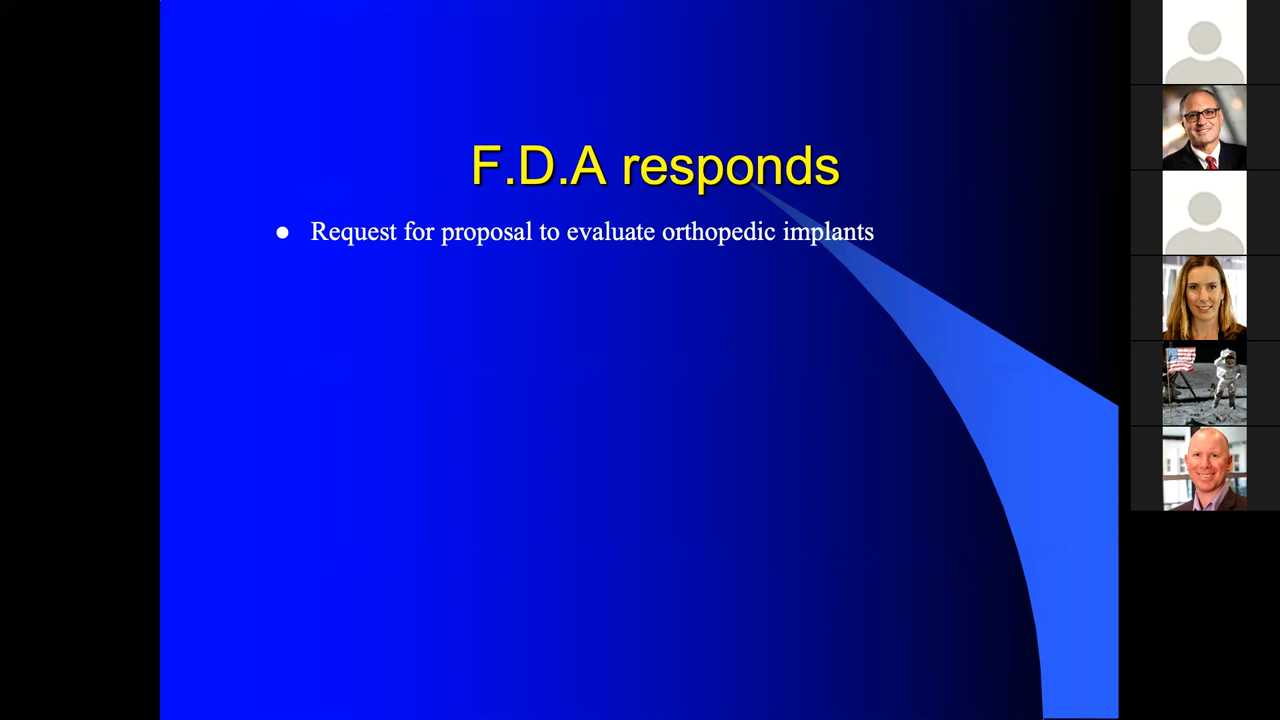 F.D.A responds
● Request for proposal to evaluate orthopedic implants